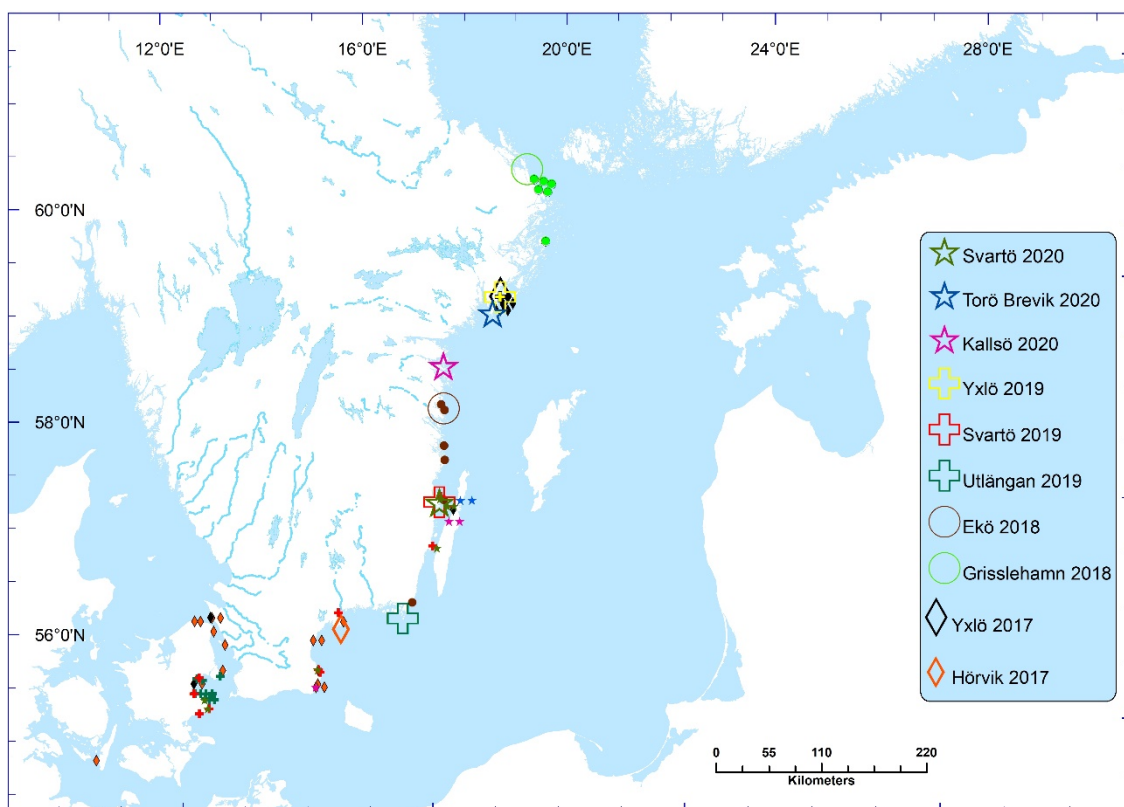 12°0'E 16°0'E 20°0'E 24°0'E 28°0'E
60°0'N
58°0'N
56°0'N
Svartö 2020
Torö Brevik 2020
Kallsö 2020
Yxlö 2019
Svartö 2019
Utlängan 2019
Ekö 2018
Grisslehamn 2018
Yxlö 2017
Hörvik 2017
0 55 110 220
Kilometers